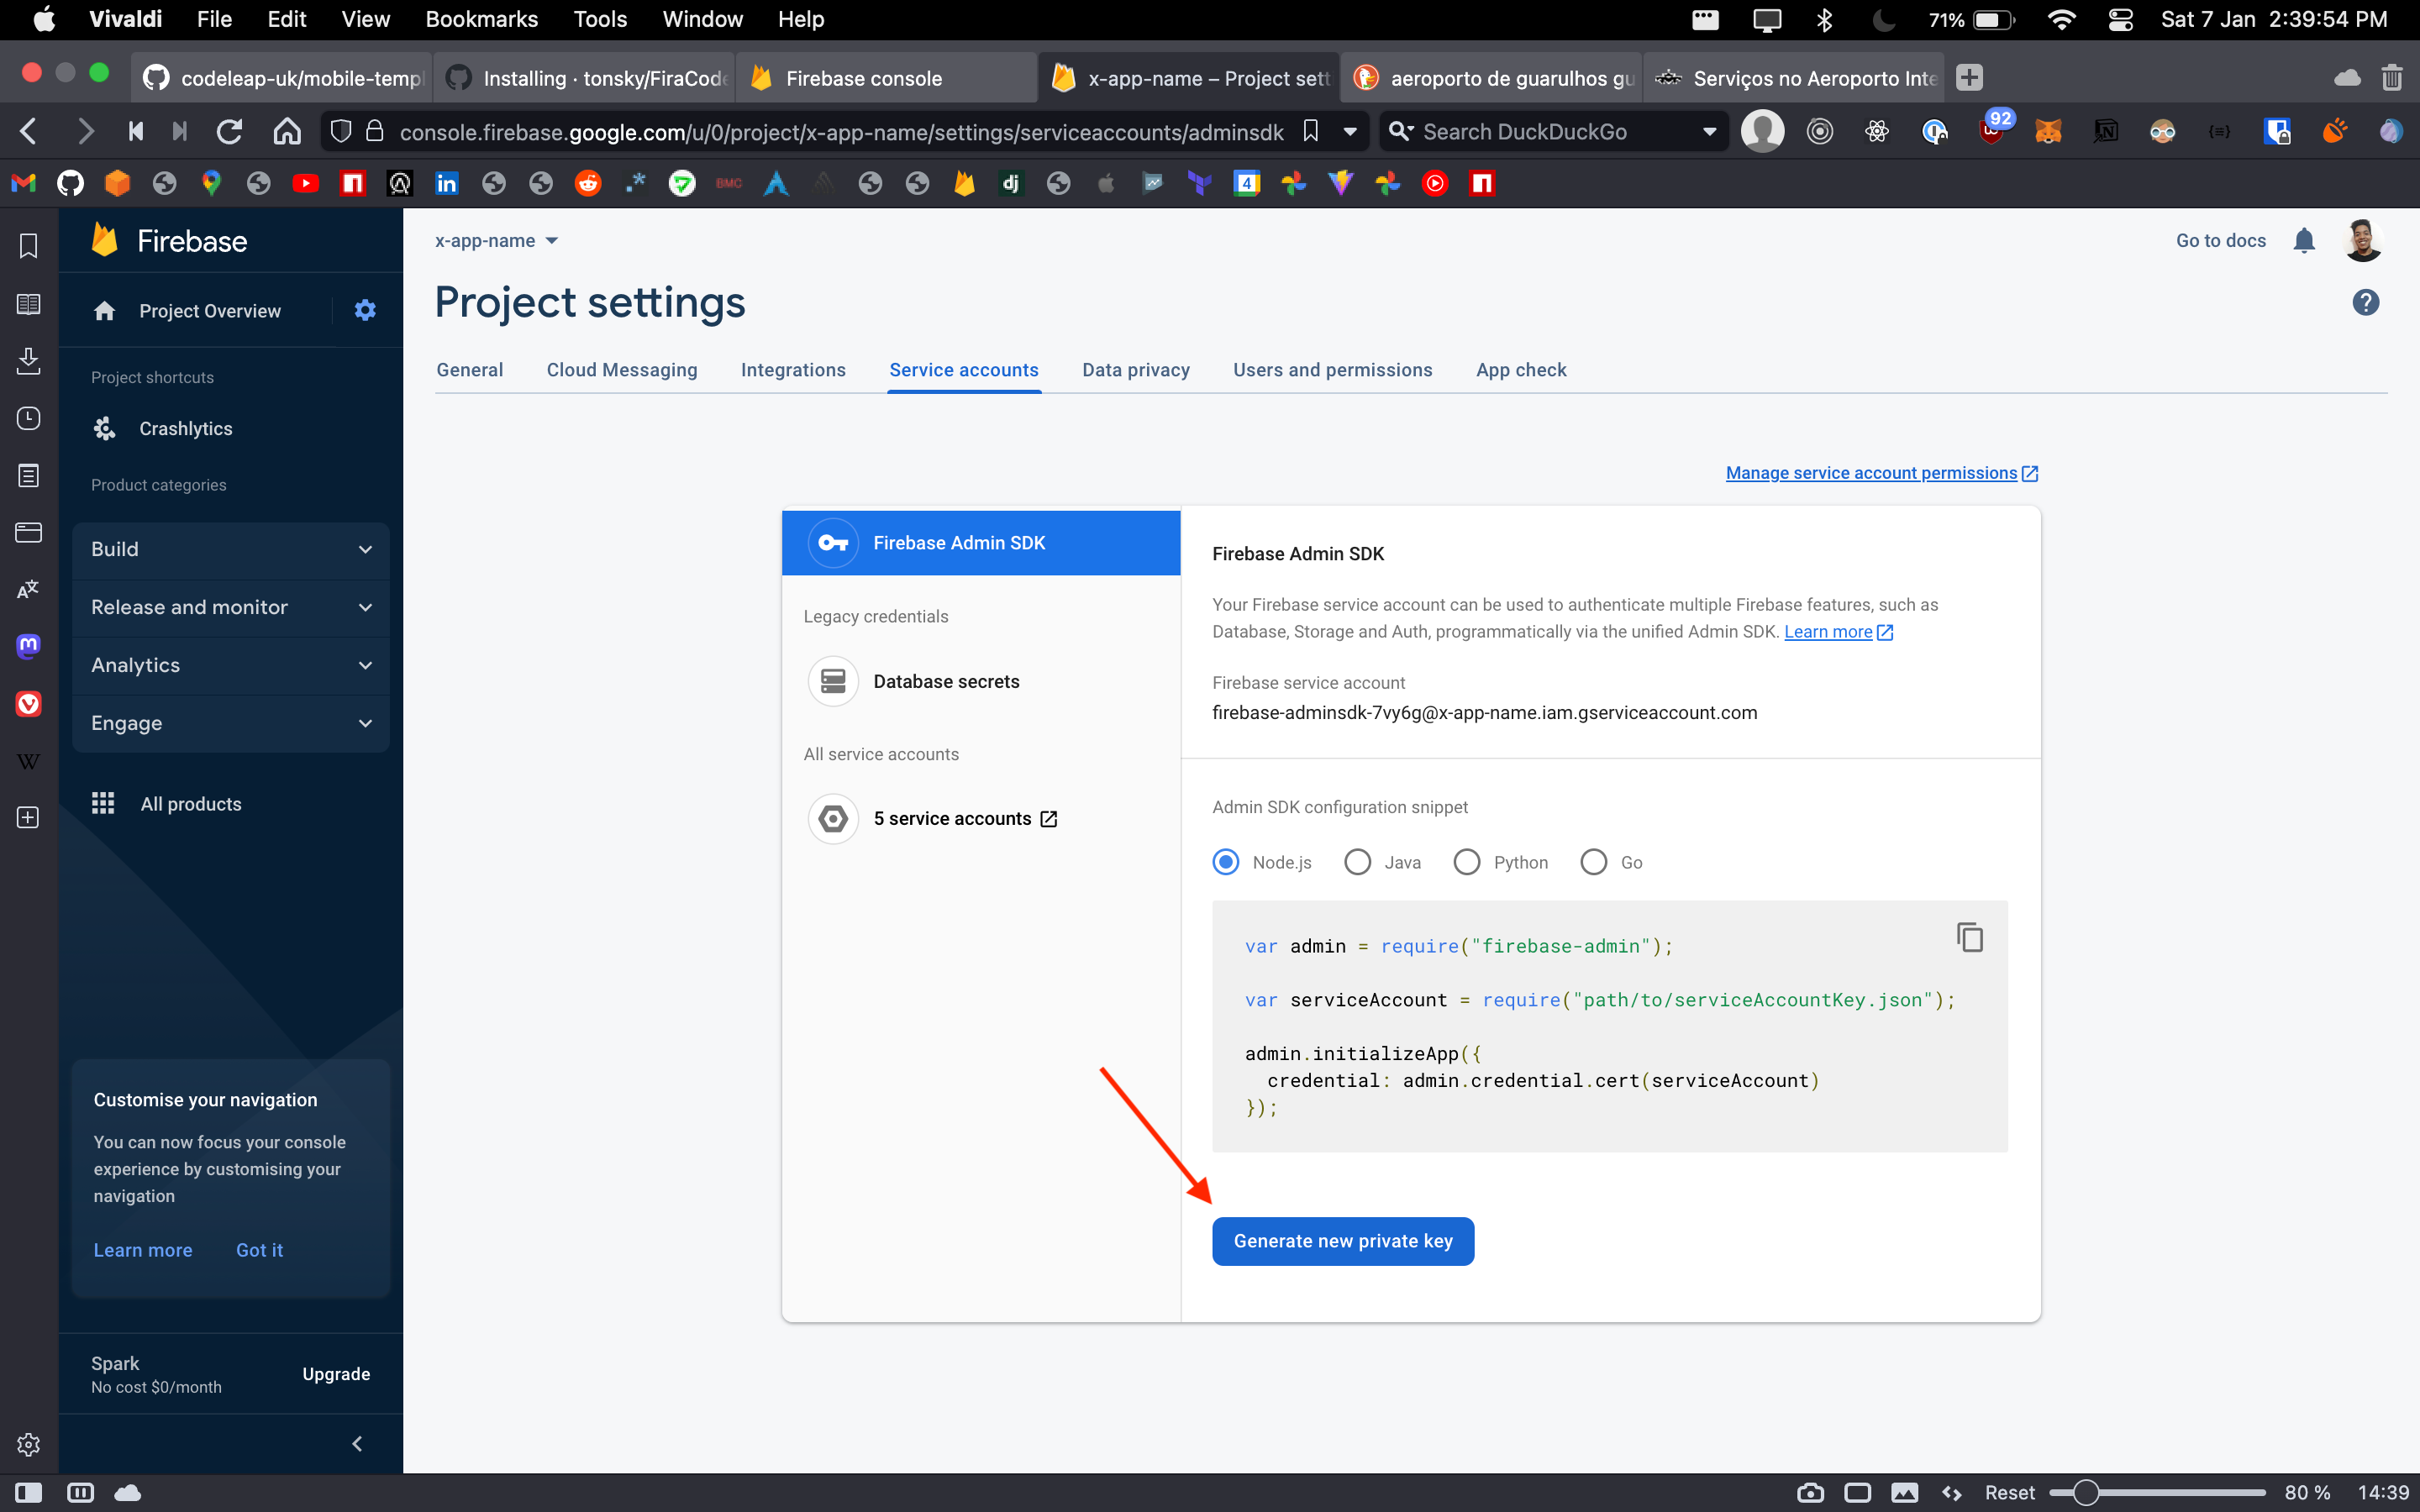 Vivaldi File Edit View Bookmarks Tools Window Help 71% Sat 7 Jan 2:39:54 PM
codeleap-uk/mobile-templ Installing · tonsky/FiraCode Firebase console x-app-name – Project sett aeroporto de guarulhos gu Serviços no Aeroporto Inte
console.firebase.google.com/u/0/project/x-app-name/settings/serviceaccounts/adminsdk Search DuckDuckGo 92
BMC dj 4
Firebase
Project Overview
Project shortcuts
Crashlytics
Product categories
Build
Release and monitor
Analytics
Engage
All products
Customise your navigation
You can now focus your console
experience by customising your
navigation
Learn more Got it
Spark
No cost $0/month
Upgrade
x-app-name
Go to docs
Project settings
General Cloud Messaging Integrations Service accounts Data privacy Users and permissions App check
Manage service account permissions
Firebase Admin SDK
Legacy credentials
Database secrets
All service accounts
5 service accounts
Firebase Admin SDK
Your Firebase service account can be used to authenticate multiple Firebase features, such as
Database, Storage and Auth, programmatically via the unified Admin SDK. Learn more
Firebase service account
firebase-adminsdk-7vy6g@x-app-name.iam.gserviceaccount.com
Admin SDK configuration snippet
Node.js Java Python Go
var admin = require("firebase-admin");
var serviceAccount = require("path/to/serviceAccountKey.json");
admin.initializeApp({
credential: admin.credential.cert(serviceAccount)
});
Generate new private key
Reset 80 % 14:39